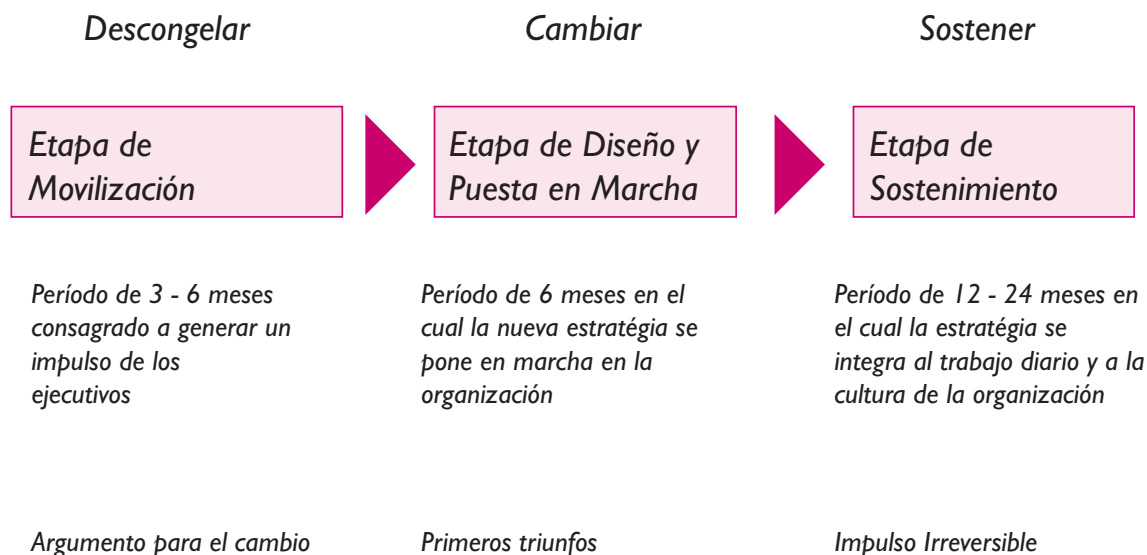 Descongelar
Cambiar
Sostener
Etapa de
Movilización
Etapa de Diseño y
Puesta en Marcha
Etapa de
Sostenimiento
Período de 3 - 6 meses
consagrado a generar un
impulso de los
ejecutivos
Período de 6 meses en el
cual la nueva estratégia se
pone en marcha en la
organización
Período de 12 - 24 meses en
el cual la estratégia se
integra al trabajo diario y a la
cultura de la organización
Argumento para el cambio
Primeros triunfos
Impulso Irreversible